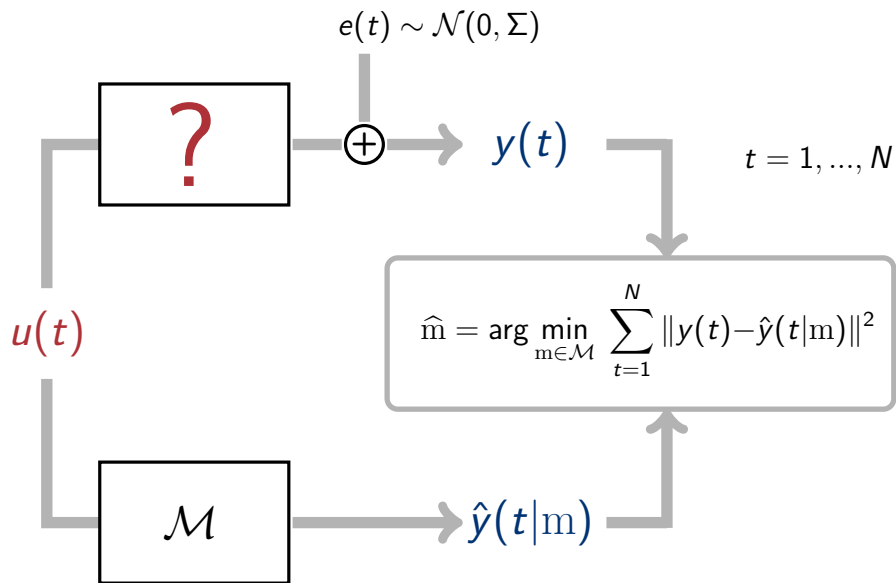 e(t) ∼ 𝒩(0, Σ)
?
+
y(t)
t = 1, ..., N
u(t)
m̂ = arg min_{m∈ℳ} ∑_{t=1}^{N} ‖y(t)−ŷ(t|m)‖²
ℳ
ŷ(t|m)